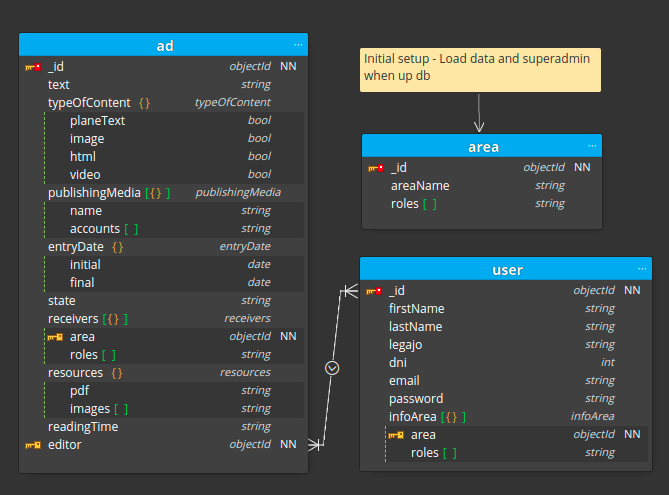 ad ...
_id objectId NN
text string
typeOfContent {} typeOfContent
planeText bool
image bool
html bool
video bool
publishingMedia [{} ] publishingMedia
name string
accounts [ ] string
entryDate {} entryDate
initial date
final date
state string
receivers [{} ] receivers
area objectId NN
roles [ ] string
resources {} resources
pdf string
images [ ] string
readingTime string
editor objectId NN
Initial setup - Load data and superadmin
when up db
area ...
_id objectId NN
areaName string
roles [ ] string
user ...
_id objectId NN
firstName string
lastName string
legajo string
dni int
email string
password string
infoArea [{} ] infoArea
area objectId NN
roles [ ] string